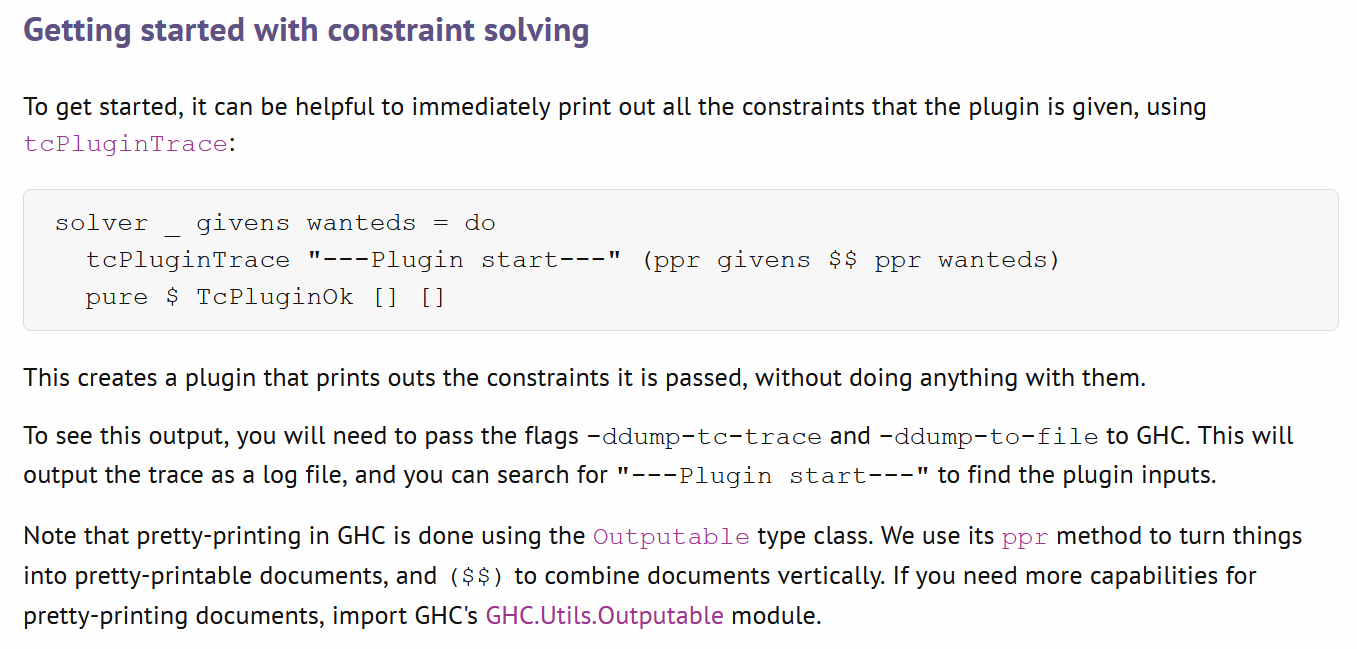 Getting started with constraint solving
To get started, it can be helpful to immediately print out all the constraints that the plugin is given, using
tcPluginTrace:
solver _ givens wanteds = do
  tcPluginTrace "---Plugin start---" (ppr givens $$ ppr wanteds)
  pure $ TcPluginOk [] []
This creates a plugin that prints outs the constraints it is passed, without doing anything with them.
To see this output, you will need to pass the flags -ddump-tc-trace and -ddump-to-file to GHC. This will
output the trace as a log file, and you can search for "---Plugin start---" to find the plugin inputs.
Note that pretty-printing in GHC is done using the Outputable type class. We use its ppr method to turn things
into pretty-printable documents, and ($$) to combine documents vertically. If you need more capabilities for
pretty-printing documents, import GHC's GHC.Utils.Outputable module.